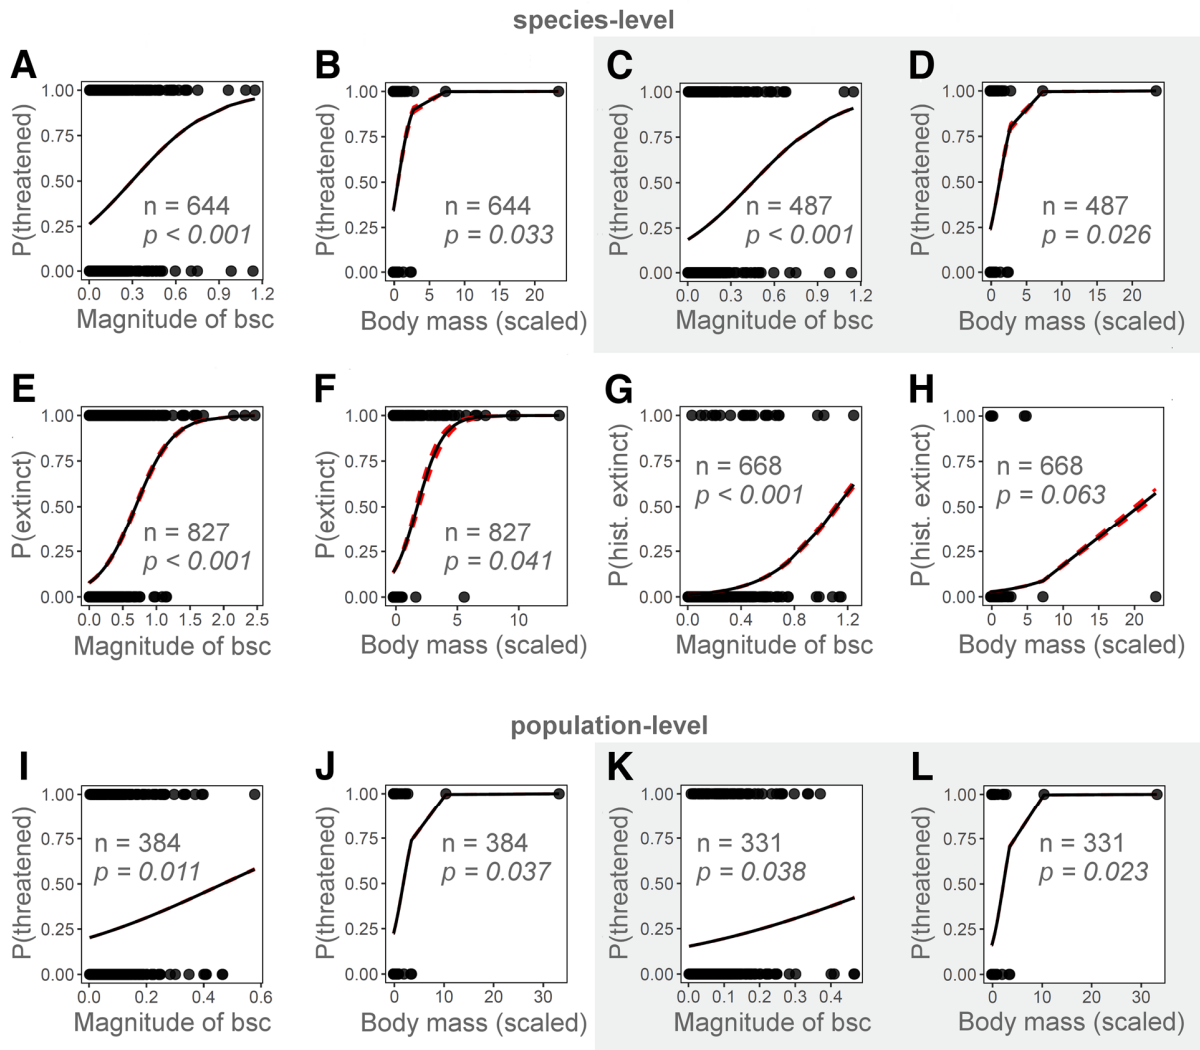 species-level
A
B
C
D
P(threatened)
1.00
0.75
0.50
0.25
0.00
n = 644
p < 0.001
0.0 0.3 0.6 0.9 1.2
Magnitude of bsc
P(threatened)
1.00
0.75
0.50
0.25
0.00
n = 644
p = 0.033
0 5 10 15 20
Body mass (scaled)
P(threatened)
1.00
0.75
0.50
0.25
0.00
n = 487
p < 0.001
0.0 0.3 0.6 0.9 1.2
Magnitude of bsc
P(threatened)
1.00
0.75
0.50
0.25
0.00
n = 487
p = 0.026
0 5 10 15 20
Body mass (scaled)
E
F
G
H
P(extinct)
1.00
0.75
0.50
0.25
0.00
n = 827
p < 0.001
0.0 0.5 1.0 1.5 2.0 2.5
Magnitude of bsc
P(extinct)
1.00
0.75
0.50
0.25
0.00
n = 827
p = 0.041
0 5 10
Body mass (scaled)
P(hist. extinct)
1.00
0.75
0.50
0.25
0.00
n = 668
p < 0.001
0.0 0.4 0.8 1.2
Magnitude of bsc
P(hist. extinct)
1.00
0.75
0.50
0.25
0.00
n = 668
p = 0.063
0 5 10 15 20
Body mass (scaled)
population-level
I
J
K
L
P(threatened)
1.00
0.75
0.50
0.25
0.00
n = 384
p = 0.011
0.0 0.2 0.4 0.6
Magnitude of bsc
P(threatened)
1.00
0.75
0.50
0.25
0.00
n = 384
p = 0.037
0 10 20 30
Body mass (scaled)
P(threatened)
1.00
0.75
0.50
0.25
0.00
n = 331
p = 0.038
0.0 0.1 0.2 0.3 0.4
Magnitude of bsc
P(threatened)
1.00
0.75
0.50
0.25
0.00
n = 331
p = 0.023
0 10 20 30
Body mass (scaled)